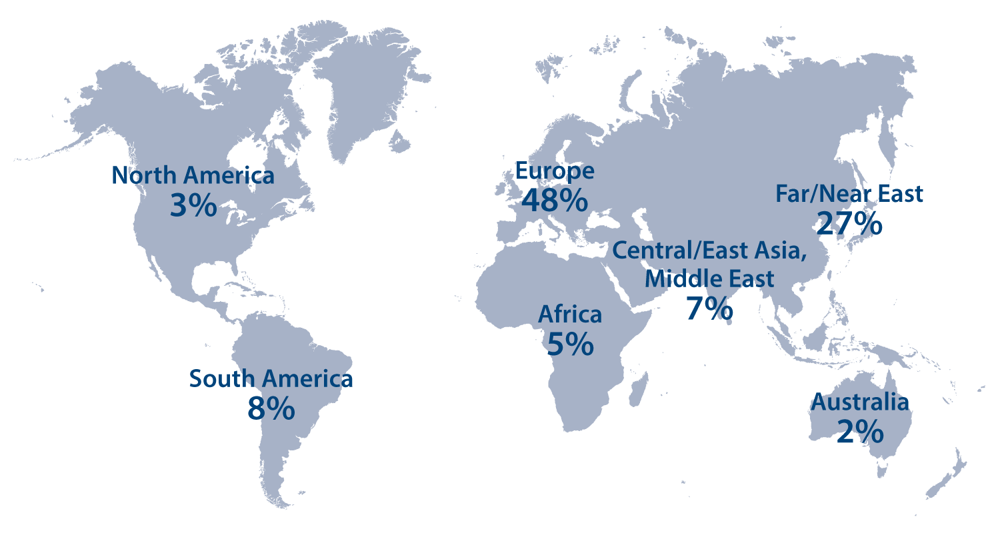 North America
3%
Europe
48%
Far/Near East
27%
Central/East Asia,
Middle East
7%
Africa
5%
South America
8%
Australia
2%